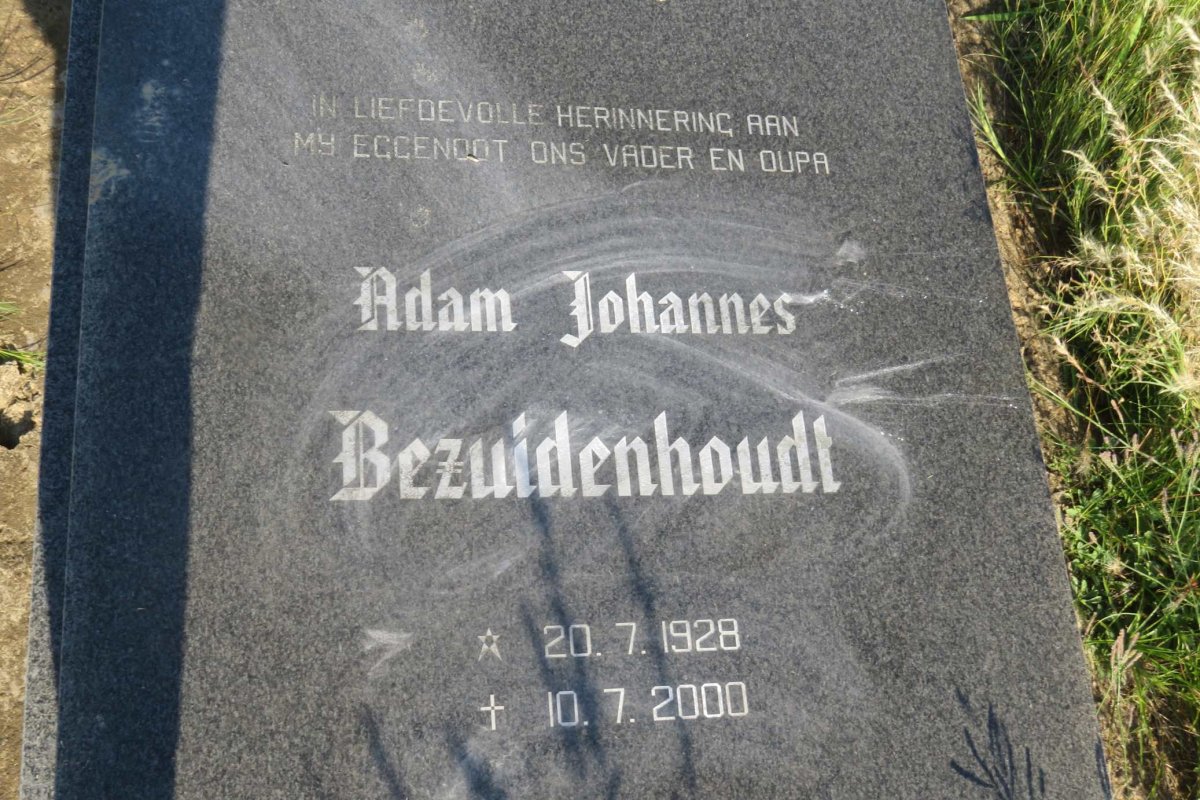 IN LIEFDEVOLLE HERINNERING AAN
MY EGGENOOT ONS VADER EN OUPA
Adam Johannes
Bezuidenhoudt
20. 7. 1928
† 10. 7. 2000